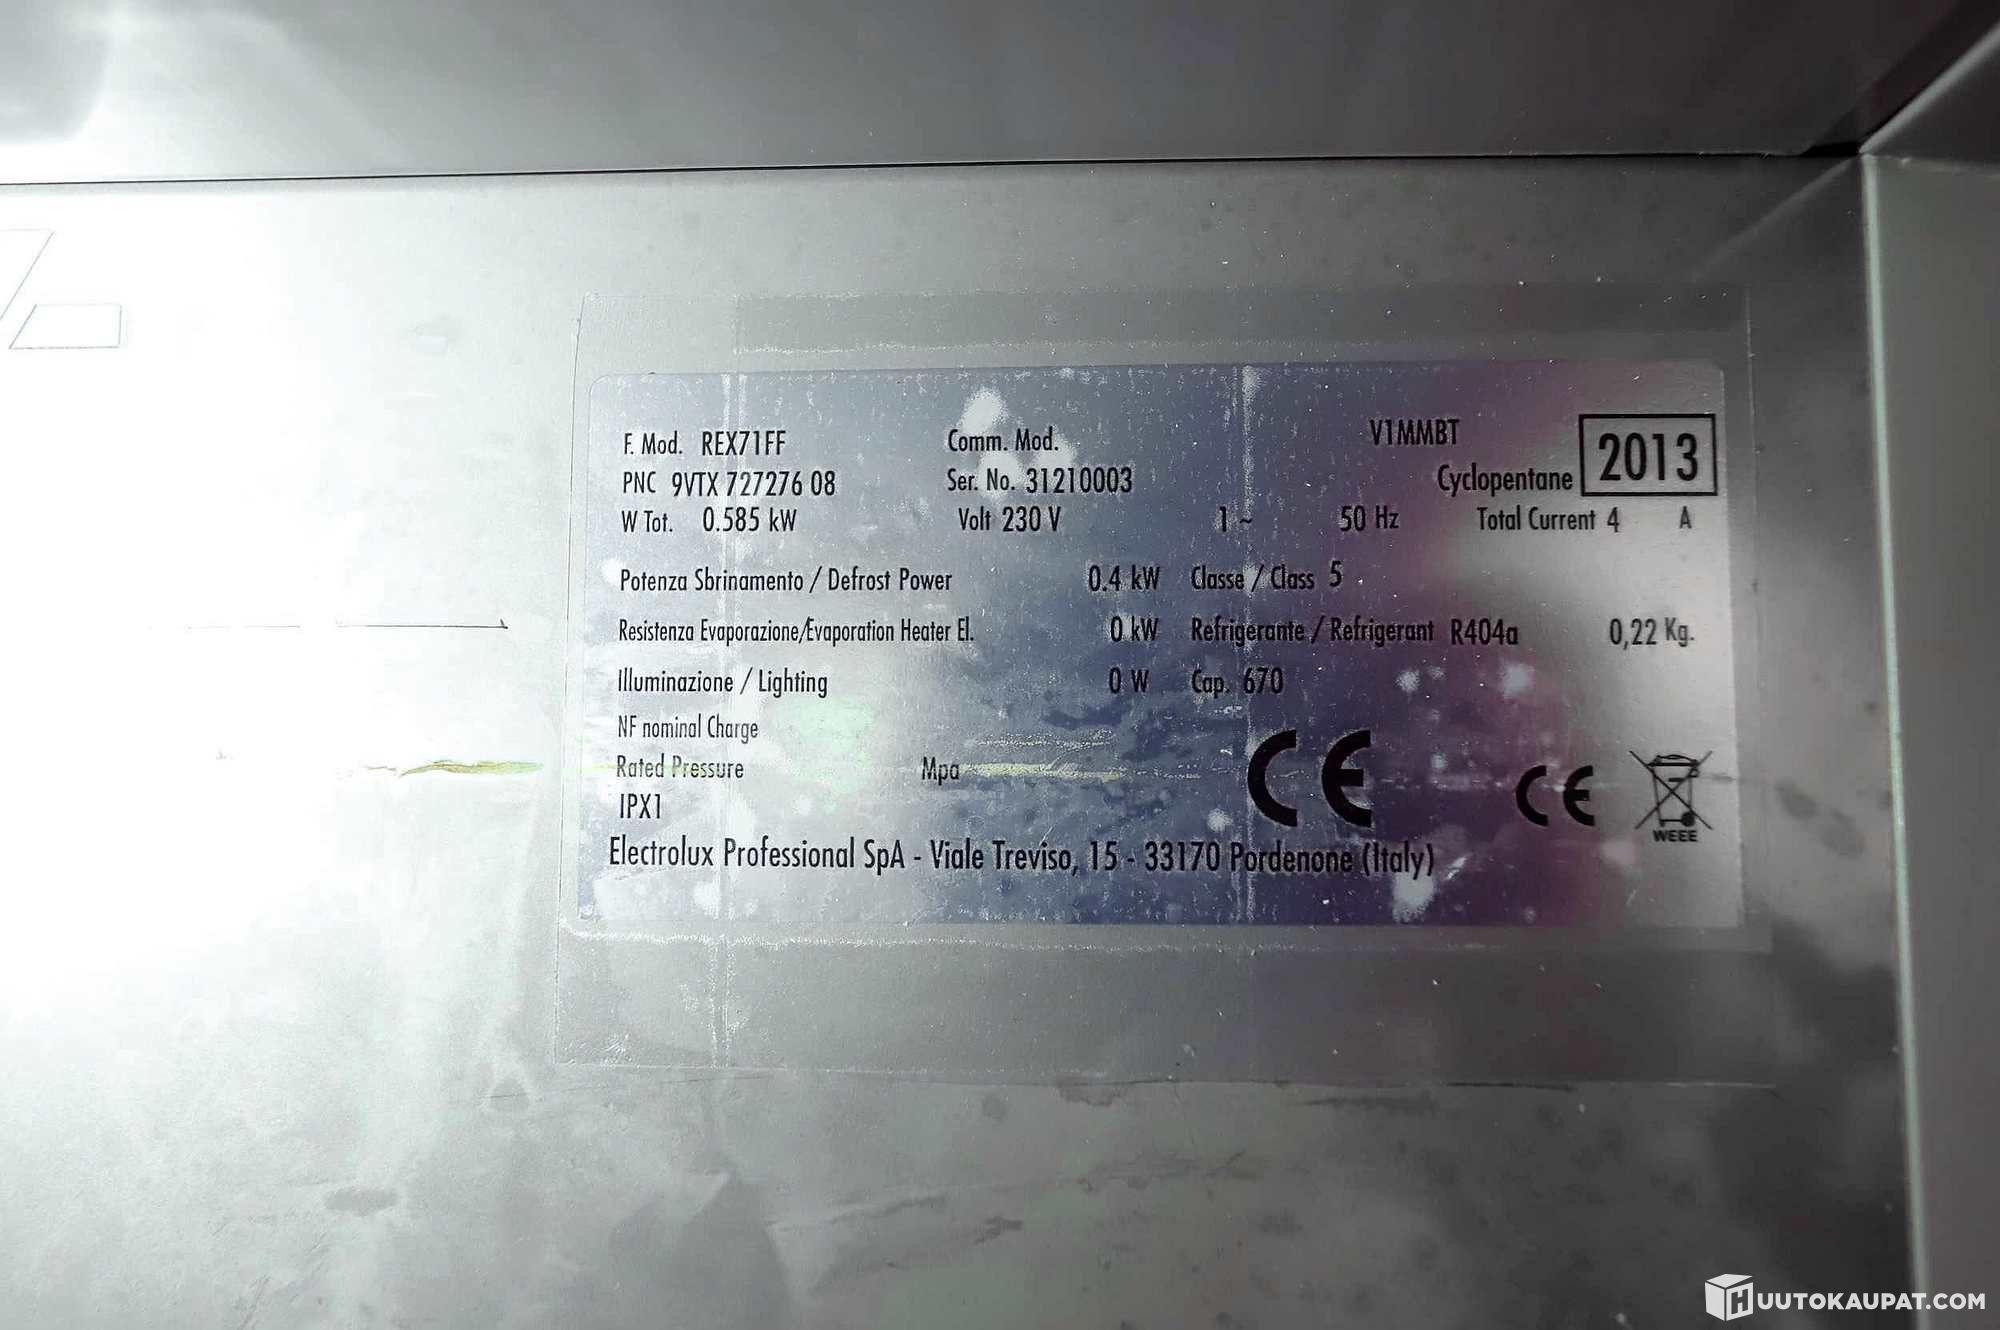 F. Mod. REX71FF Comm. Mod. V1MMBT
PNC 9VTX 727276 08 Ser. No. 31210003 Cyclopentane 2013
W Tot. 0.585 kW Volt 230 V 1 ~ 50 Hz Total Current 4 A
Potenza Sbrinamento / Defrost Power 0.4 kW Classe / Class 5
Resistenza Evaporazione/Evaporation Heater El. 0 kW Refrigerante / Refrigerant R404a 0,22 Kg.
Illuminazione / Lighting 0 W Cap. 670
NF nominal Charge
Rated Pressure Mpa
IPX1
CE CE
WEEE
Electrolux Professional SpA - Viale Treviso, 15 - 33170 Pordenone (Italy)
HUUTOKAUPAT.COM